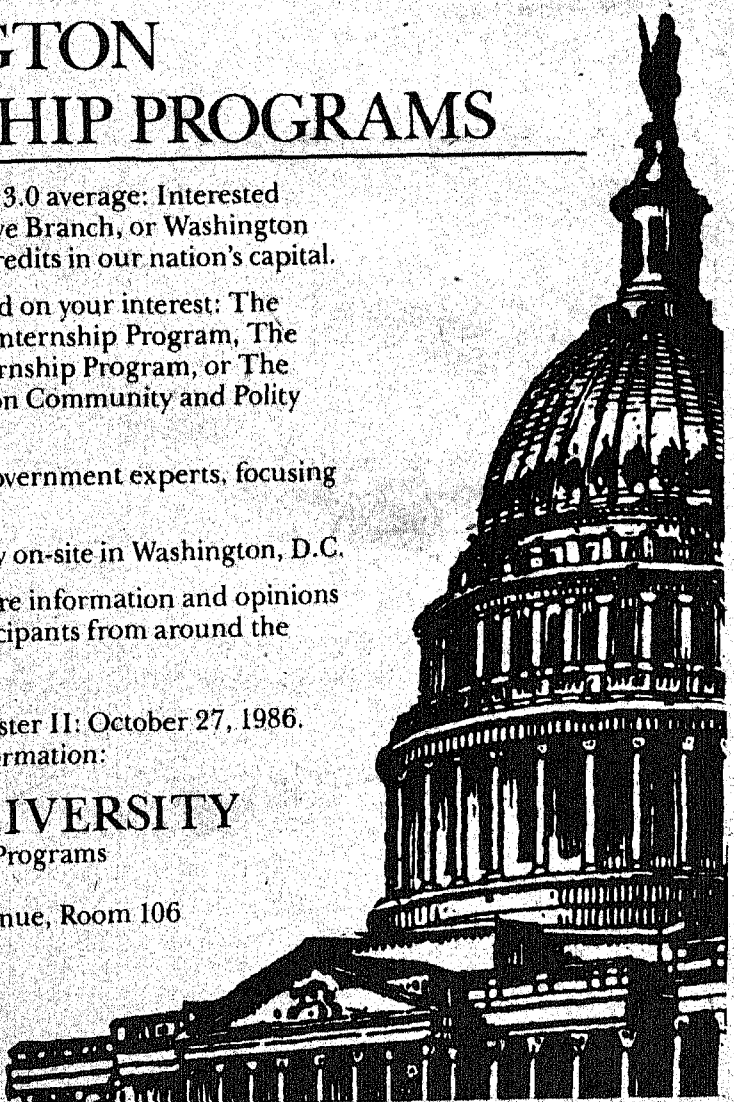 GTON
HIP PROGRAMS
3.0 average: Interested
ve Branch, or Washington
redits in our nation's capital.
d on your interest: The
nternship Program, The
rnship Program, or The
on Community and Polity
overnment experts, focusing
y on-site in Washington, D.C.
re information and opinions
cipants from around the
ster II: October 27, 1986.
rmation:
IVERSITY
Programs
nue, Room 106